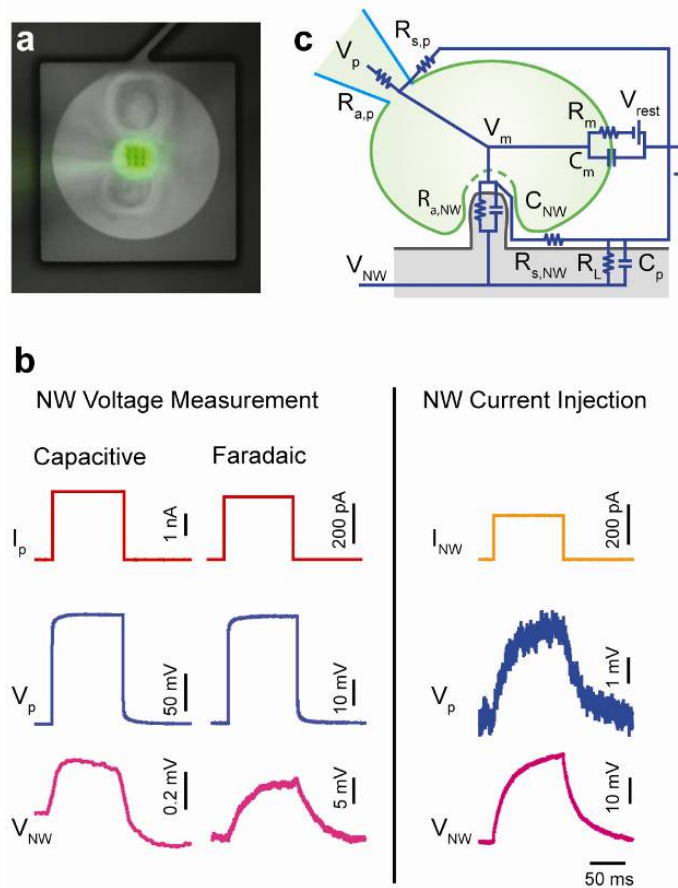 a
c
R_s,p
V_p
R_a,p
V_m
R_m
V_rest
C_m
R_a,NW
C_NW
V_NW
R_s,NW
R_L
C_p
b
NW Voltage Measurement
NW Current Injection
Capacitive
Faradaic
I_p
1 nA
200 pA
I_NW
200 pA
V_p
50 mV
10 mV
V_p
1 mV
V_NW
0.2 mV
5 mV
V_NW
10 mV
50 ms